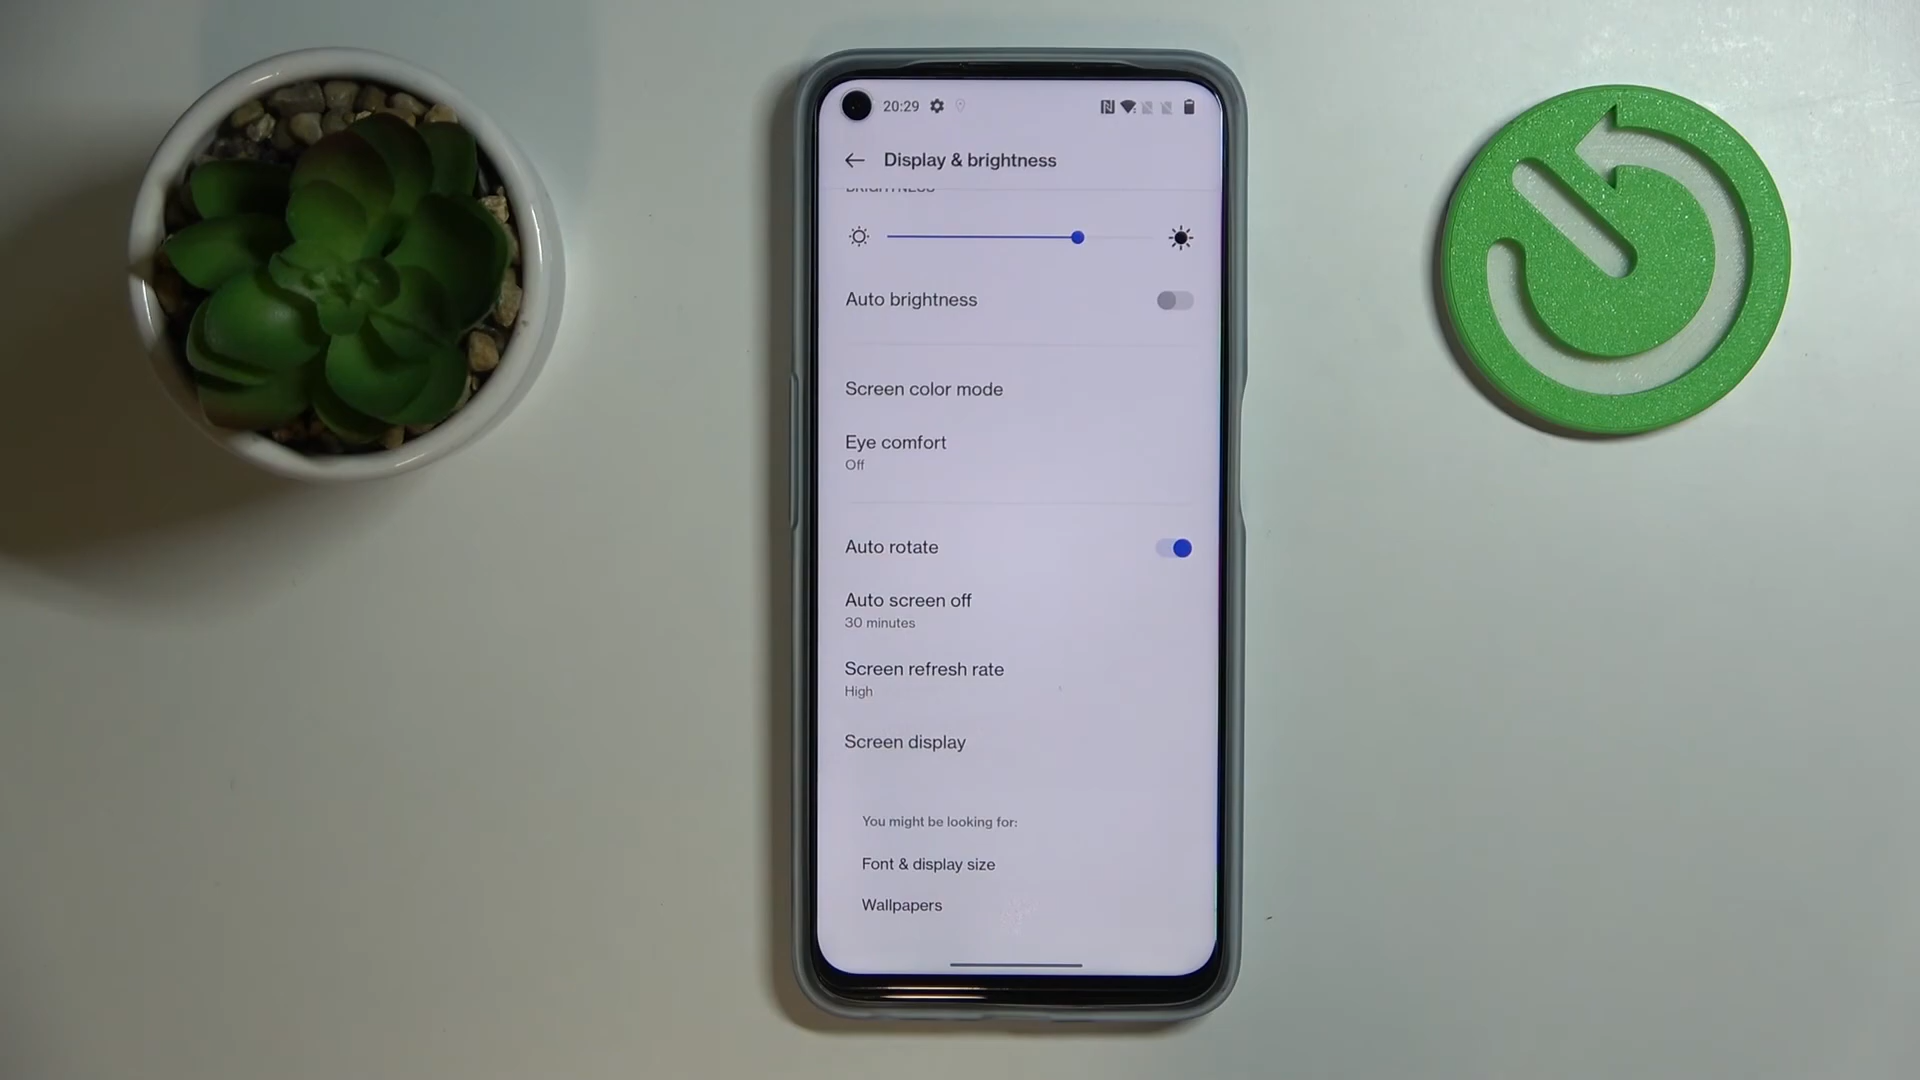 20:29
Display & brightness
BRIGHTNESS
Auto brightness
Screen color mode
Eye comfort
Off
Auto rotate
Auto screen off
30 minutes
Screen refresh rate
High
Screen display
You might be looking for:
Font & display size
Wallpapers